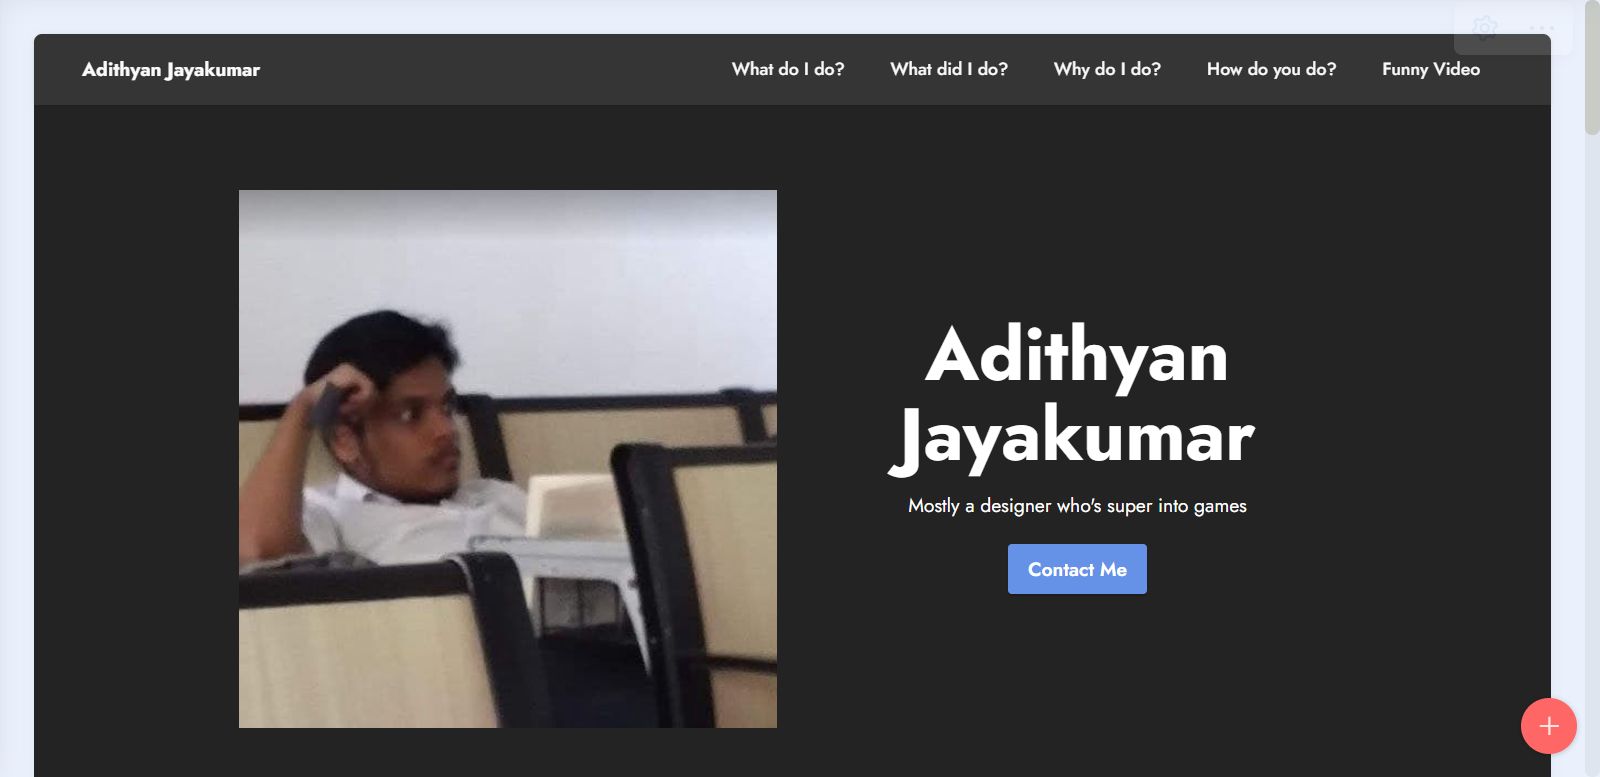 Adithyan Jayakumar
What do I do? What did I do? Why do I do? How do you do? Funny Video
Adithyan
Jayakumar
Mostly a designer who's super into games
Contact Me